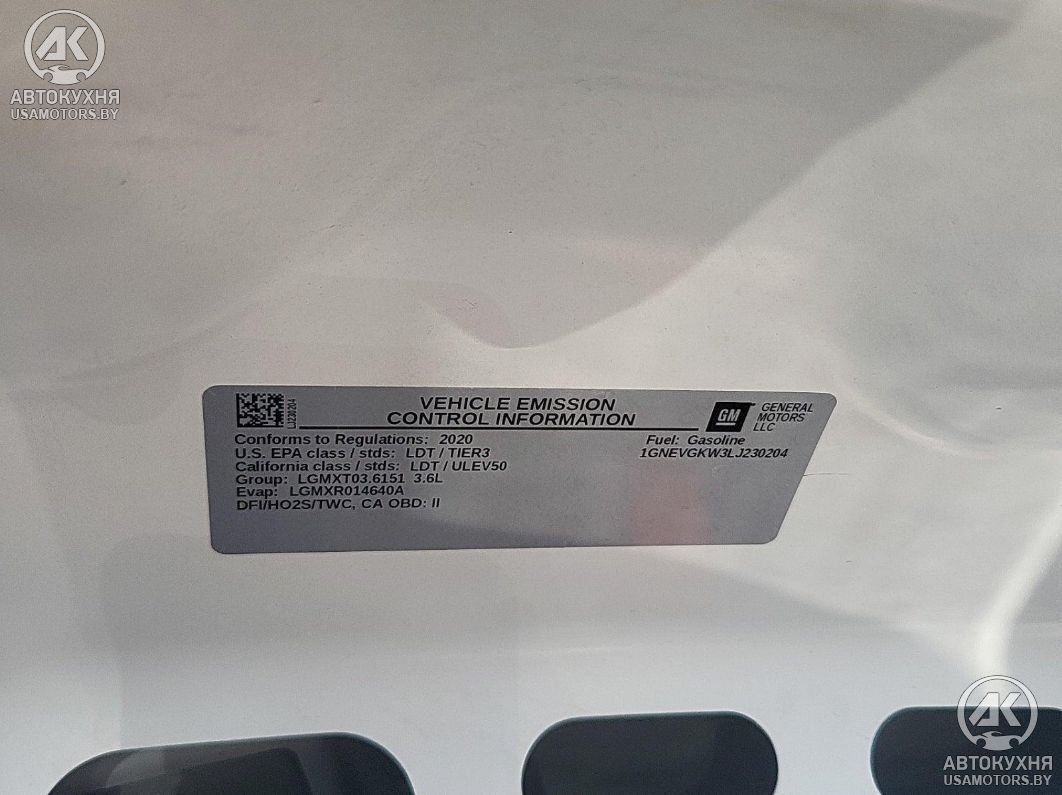 АК
АВТОКУХНЯ
USAMOTORS.BY
LJ230204
VEHICLE EMISSION
CONTROL INFORMATION
GM
GENERAL
MOTORS
LLC
Conforms to Regulations: 2020
U.S. EPA class / stds: LDT / TIER3
California class / stds: LDT / ULEV50
Group: LGMXT03.6151 3.6L
Evap: LGMXR014640A
DFI/HO2S/TWC, CA OBD: II
Fuel: Gasoline
1GNEVGKW3LJ230204
АК
АВТОКУХНЯ
USAMOTORS.BY